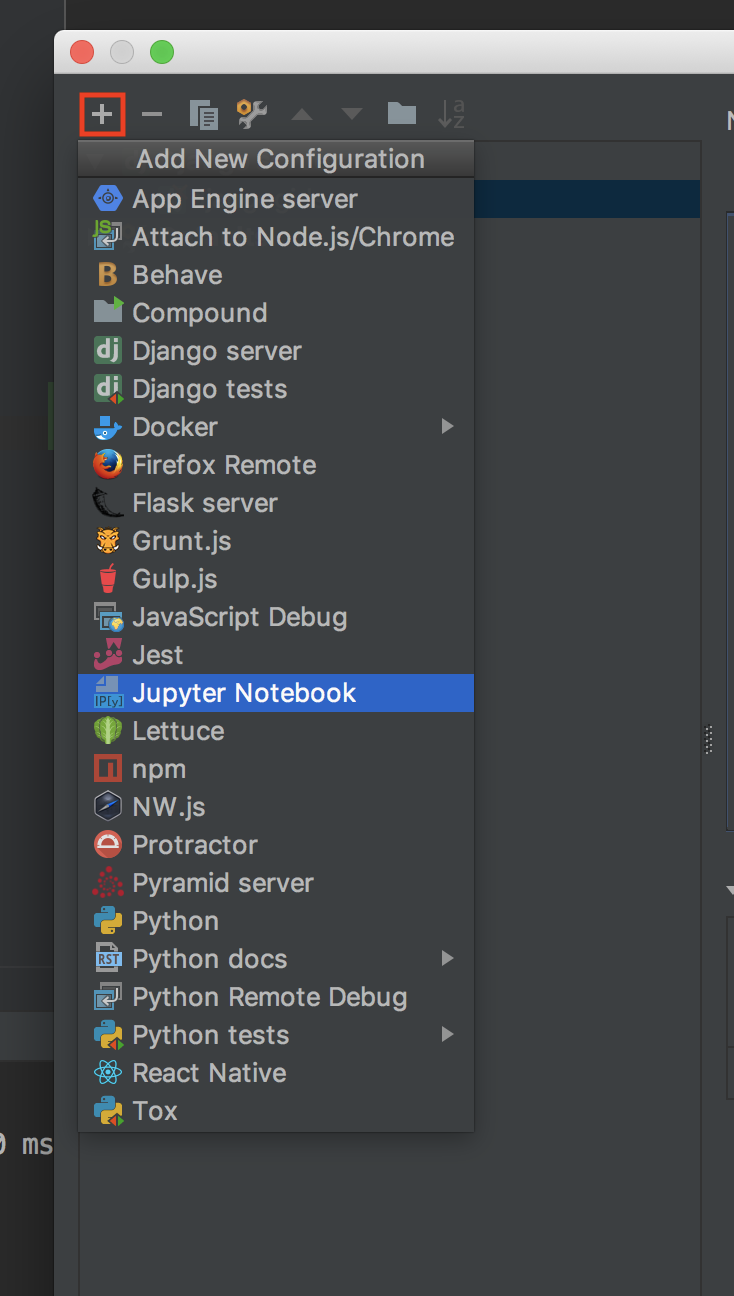 Add New Configuration
App Engine server
Attach to Node.js/Chrome
Behave
Compound
Django server
Django tests
Docker
Firefox Remote
Flask server
Grunt.js
Gulp.js
JavaScript Debug
Jest
Jupyter Notebook
Lettuce
npm
NW.js
Protractor
Pyramid server
Python
Python docs
Python Remote Debug
Python tests
React Native
Tox
ms